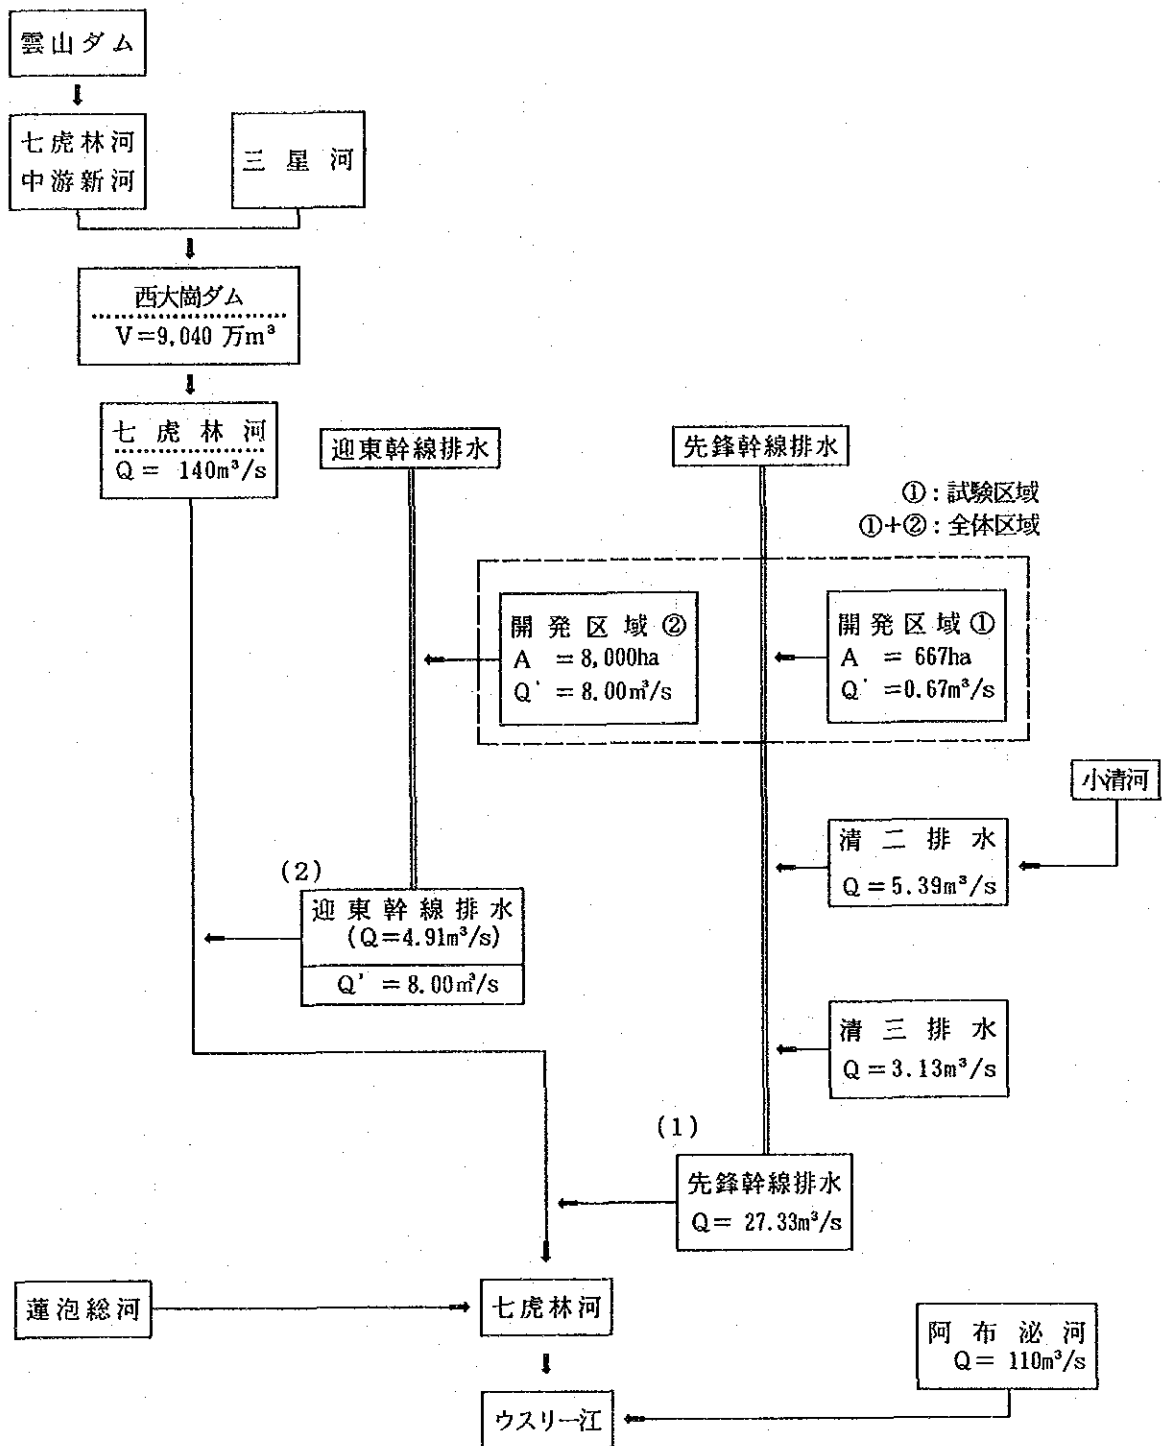 雲山ダム
七虎林河
中游新河
三星河
西大崗ダム
V=9,040 万m³
七虎林河
Q= 140m³/s
迎東幹線排水
先鋒幹線排水
①:試験区域
①+②:全体区域
開発区域②
A =8,000ha
Q' =8.00m³/s
開発区域①
A =667ha
Q' =0.67m³/s
小清河
清二排水
Q=5.39m³/s
(2)
迎東幹線排水
(Q=4.91m³/s)
Q' =8.00m³/s
清三排水
Q=3.13m³/s
(1)
先鋒幹線排水
Q= 27.33m³/s
蓮泡総河
七虎林河
阿布泌河
Q= 110m³/s
ウスリー江